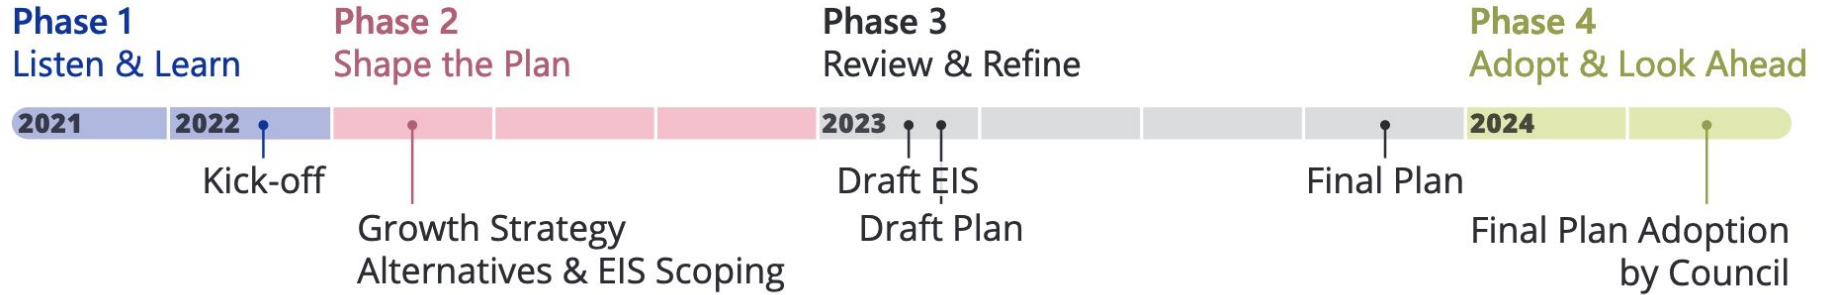 Phase 1
Listen & Learn
Phase 2
Shape the Plan
Phase 3
Review & Refine
Phase 4
Adopt & Look Ahead
2021
2022
2023
2024
Kick-off
Growth Strategy
Alternatives & EIS Scoping
Draft EIS
Draft Plan
Final Plan
Final Plan Adoption
by Council